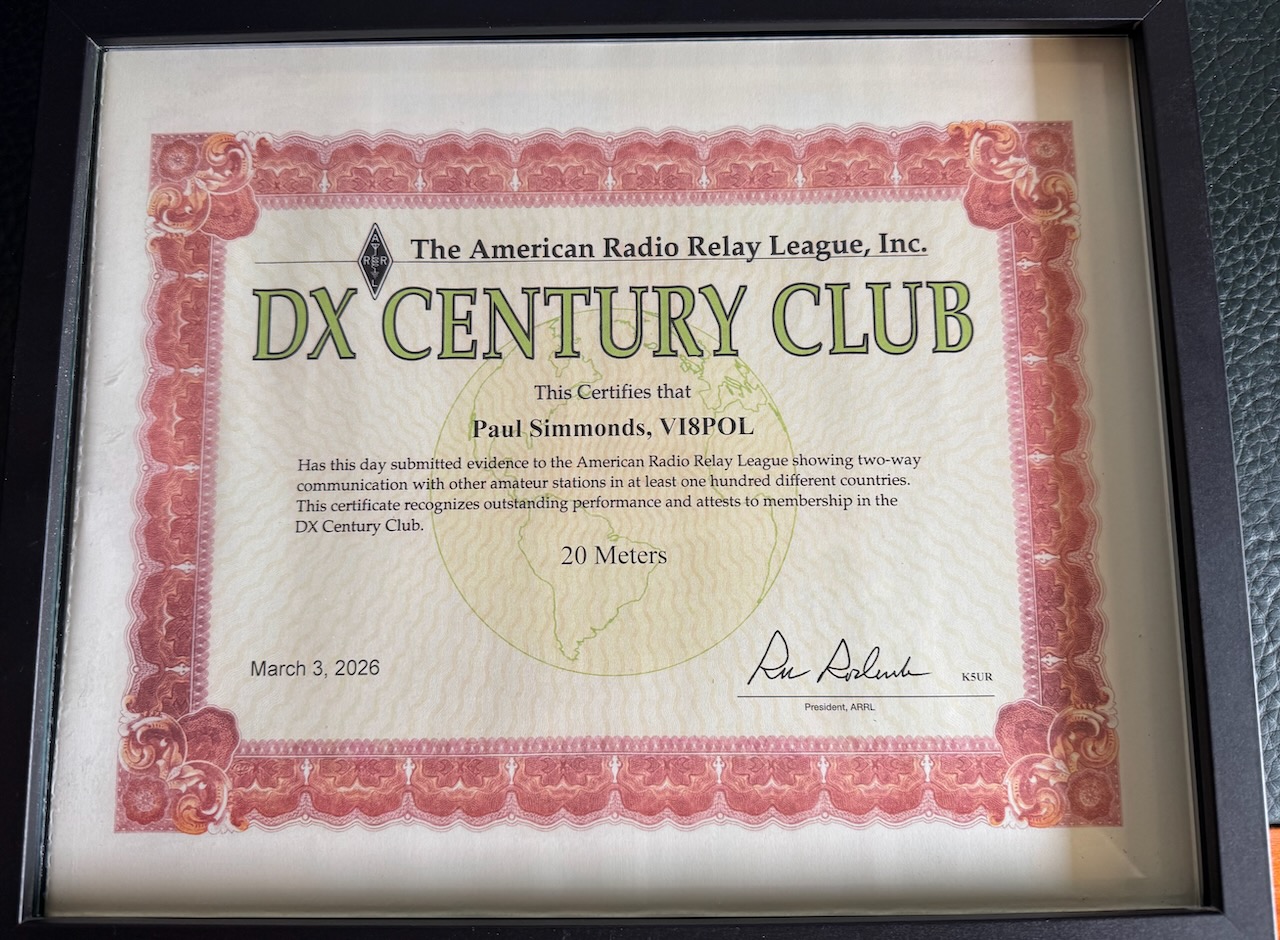 ARRL
The American Radio Relay League, Inc.
DX CENTURY CLUB
This Certifies that
Paul Simmonds, VI8POL
Has this day submitted evidence to the American Radio Relay League showing two-way
communication with other amateur stations in at least one hundred different countries.
This certificate recognizes outstanding performance and attests to membership in the
DX Century Club.
20 Meters
March 3, 2026
K5UR
President, ARRL